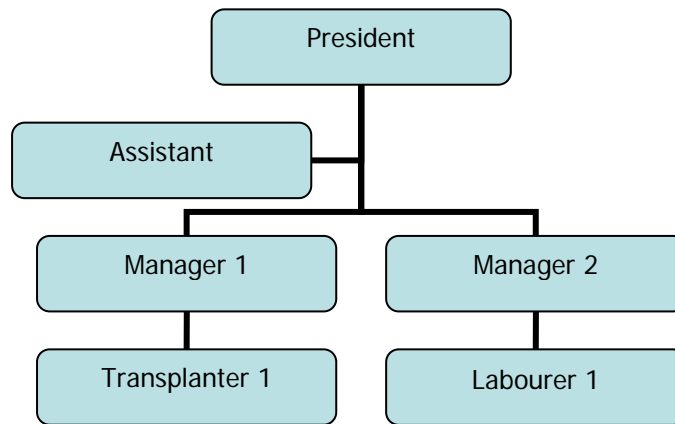 President
Assistant
Manager 1
Manager 2
Transplanter 1
Labourer 1